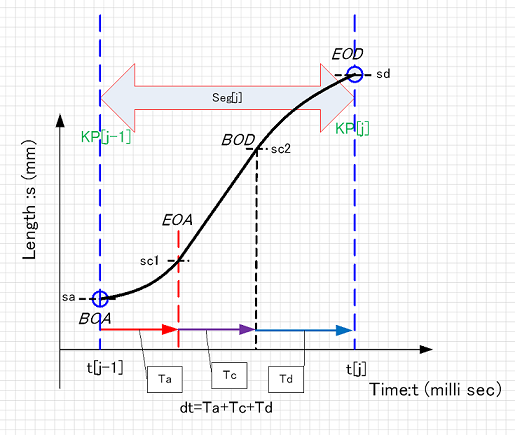 EOD
sd
Seg[j]
KP[j-1]
KP[j]
BOD
sc2
Length :s (mm)
EOA
sc1
sa
BOA
t[j-1]
t[j]
Ta
Tc
Td
Time:t (milli sec)
dt=Ta+Tc+Td